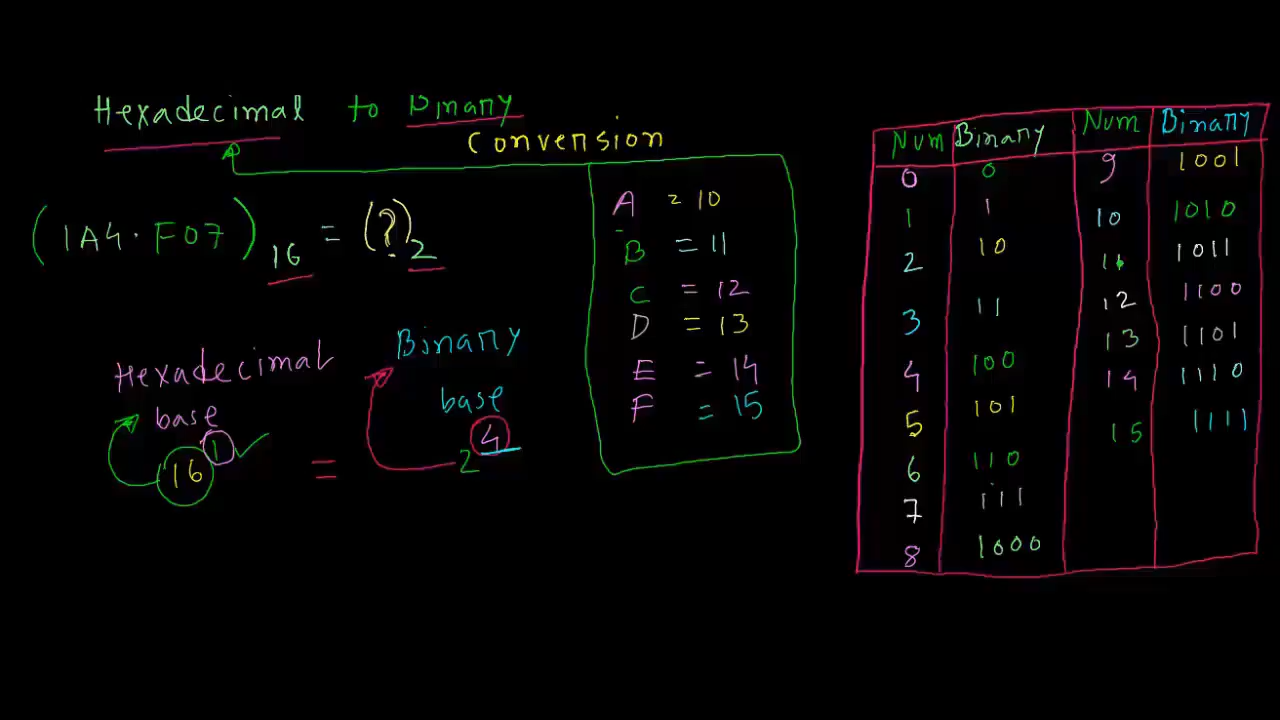 Hexadecimal to Binary
Conversion
(1A4.F07)16 = (?)2
Hexadecimal
base
16^1
=
Binary
base
2^4
A = 10
B = 11
C = 12
D = 13
E = 14
F = 15
Num Binary Num Binary
0 0 9 1001
1 1 10 1010
2 10 11 1011
3 11 12 1100
4 100 13 1101
5 101 14 1110
6 110 15 1111
7 111
8 1000